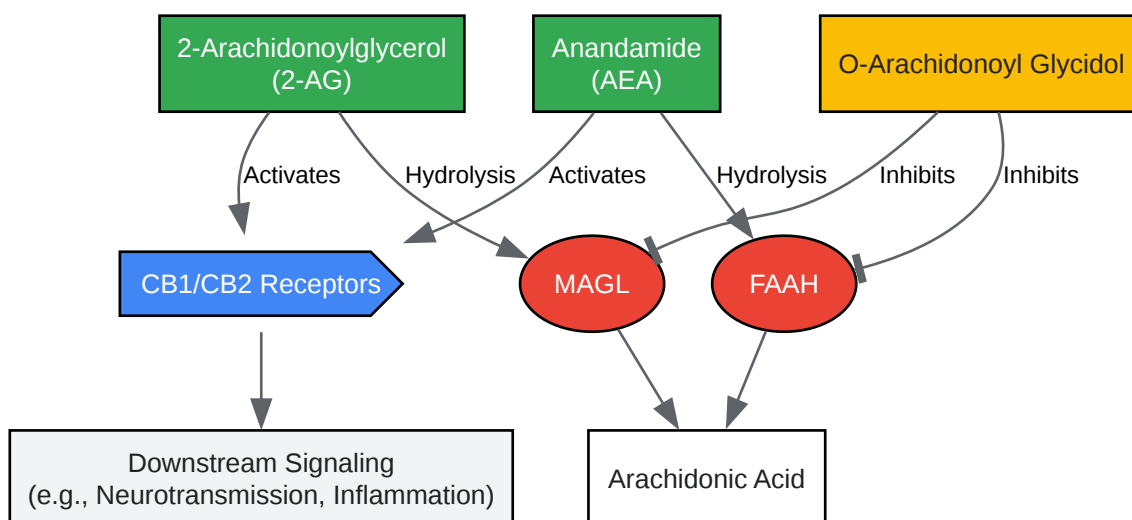 2-Arachidonoylglycerol
(2-AG)
Anandamide
(AEA)
O-Arachidonoyl Glycidol
Activates
Hydrolysis
Activates
Hydrolysis
Inhibits
Inhibits
CB1/CB2 Receptors
MAGL
FAAH
Downstream Signaling
(e.g., Neurotransmission, Inflammation)
Arachidonic Acid